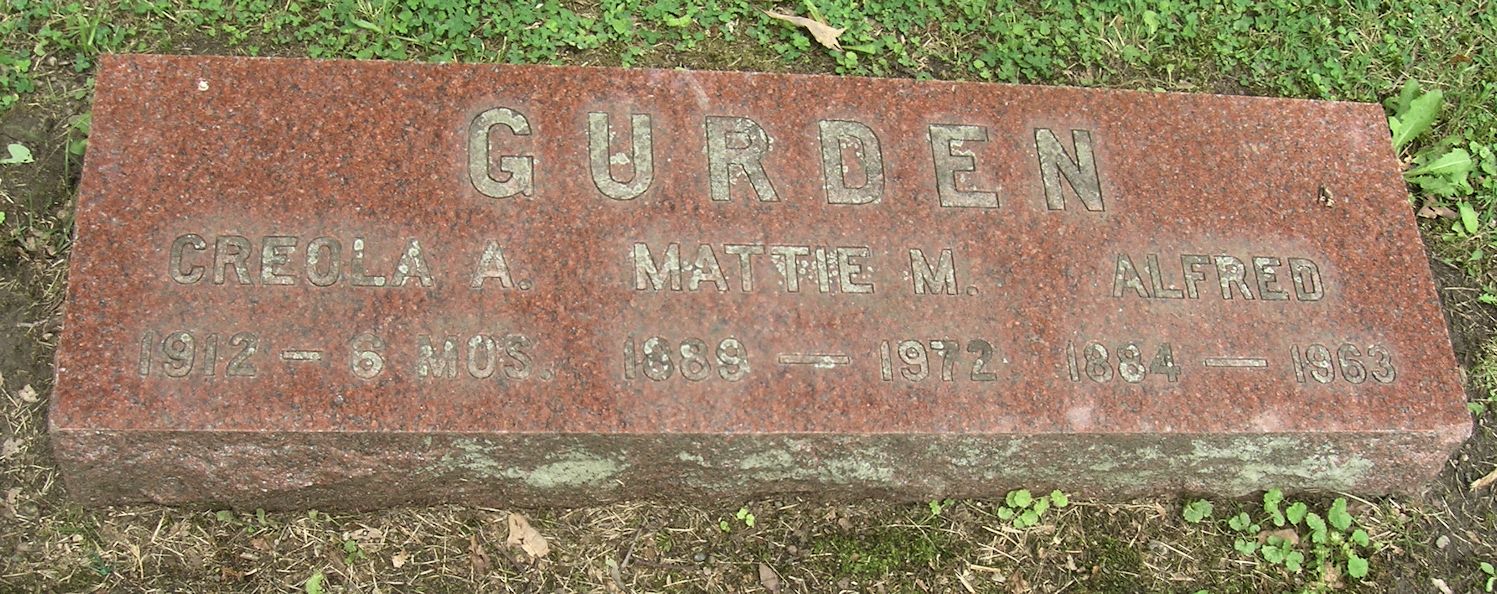 GURDEN
CREOLA A. MATTIE M. ALFRED
1912 — 6 MOS. 1889 — 1972 1884 — 1963